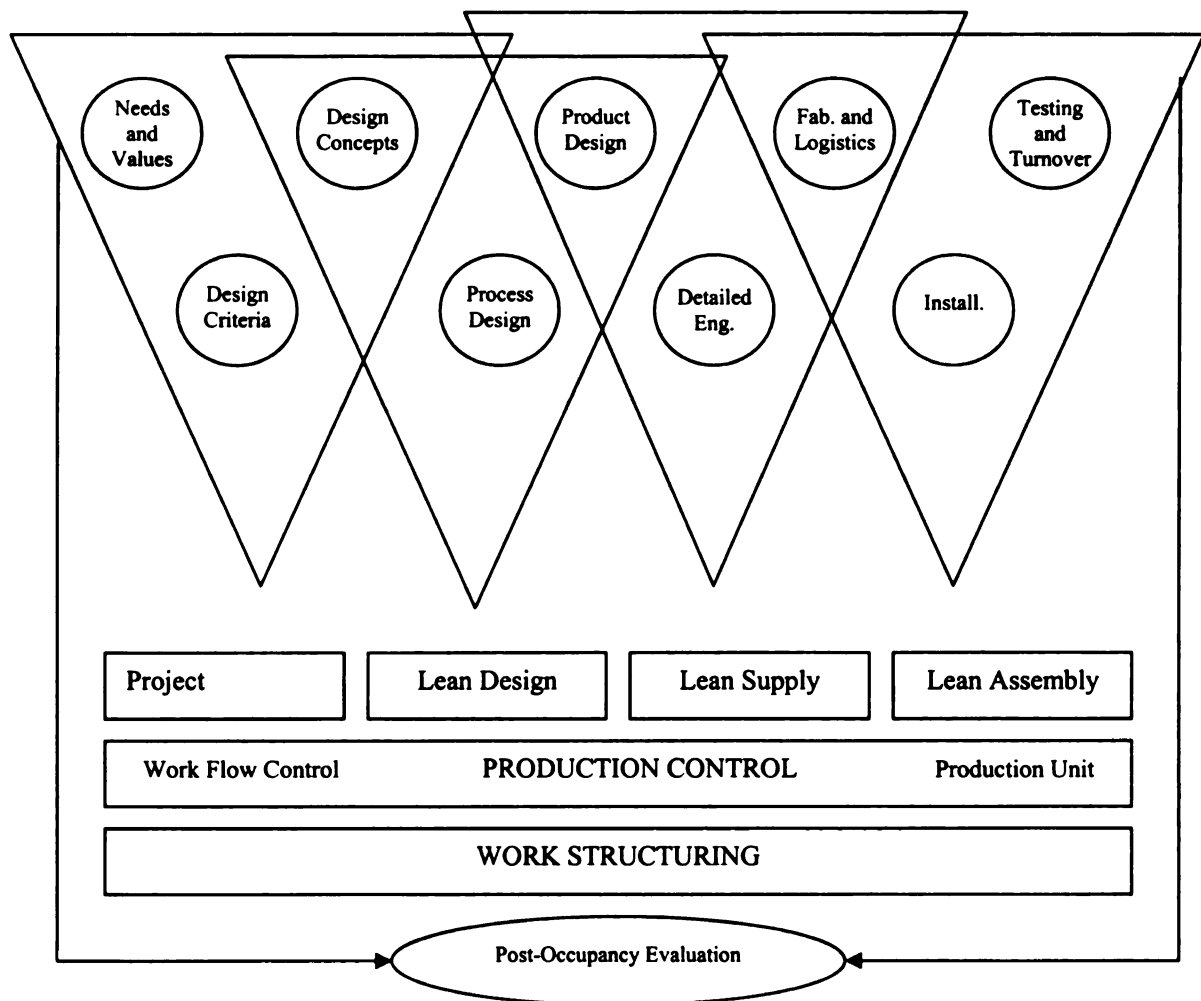 Needs
and
Values
Design
Concepts
Product
Design
Fab. and
Logistics
Testing
and
Turnover
Design
Criteria
Process
Design
Detailed
Eng.
Install.
Project
Lean Design
Lean Supply
Lean Assembly
Work Flow Control PRODUCTION CONTROL Production Unit
WORK STRUCTURING
Post-Occupancy Evaluation